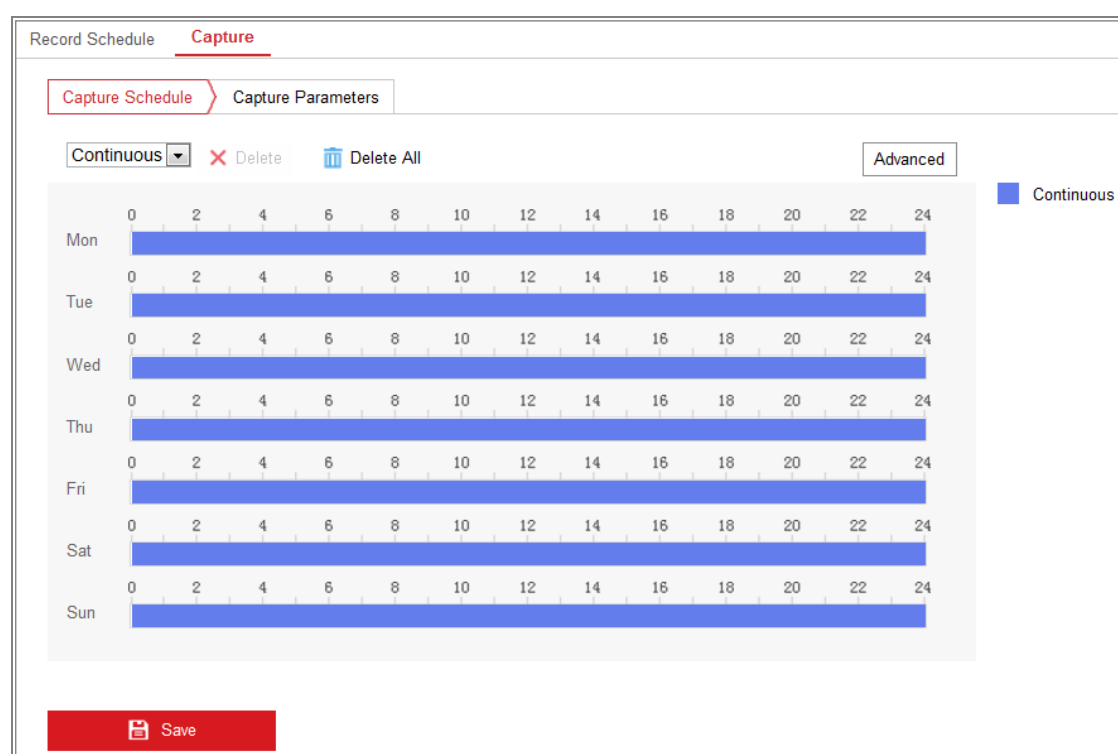 Record Schedule Capture
Capture Schedule Capture Parameters
Continuous Delete Delete All Advanced
Continuous
0 2 4 6 8 10 12 14 16 18 20 22 24
Mon
0 2 4 6 8 10 12 14 16 18 20 22 24
Tue
0 2 4 6 8 10 12 14 16 18 20 22 24
Wed
0 2 4 6 8 10 12 14 16 18 20 22 24
Thu
0 2 4 6 8 10 12 14 16 18 20 22 24
Fri
0 2 4 6 8 10 12 14 16 18 20 22 24
Sat
0 2 4 6 8 10 12 14 16 18 20 22 24
Sun
Save